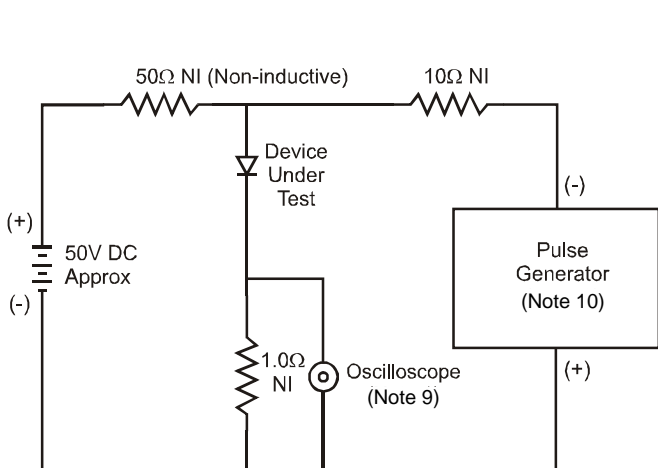 50Ω NI (Non-inductive)
10Ω NI
Device
Under
Test
(-)
(+)
50V DC
Approx
(-)
Pulse
Generator
(Note 10)
1.0Ω
NI
Oscilloscope
(Note 9)
(+)